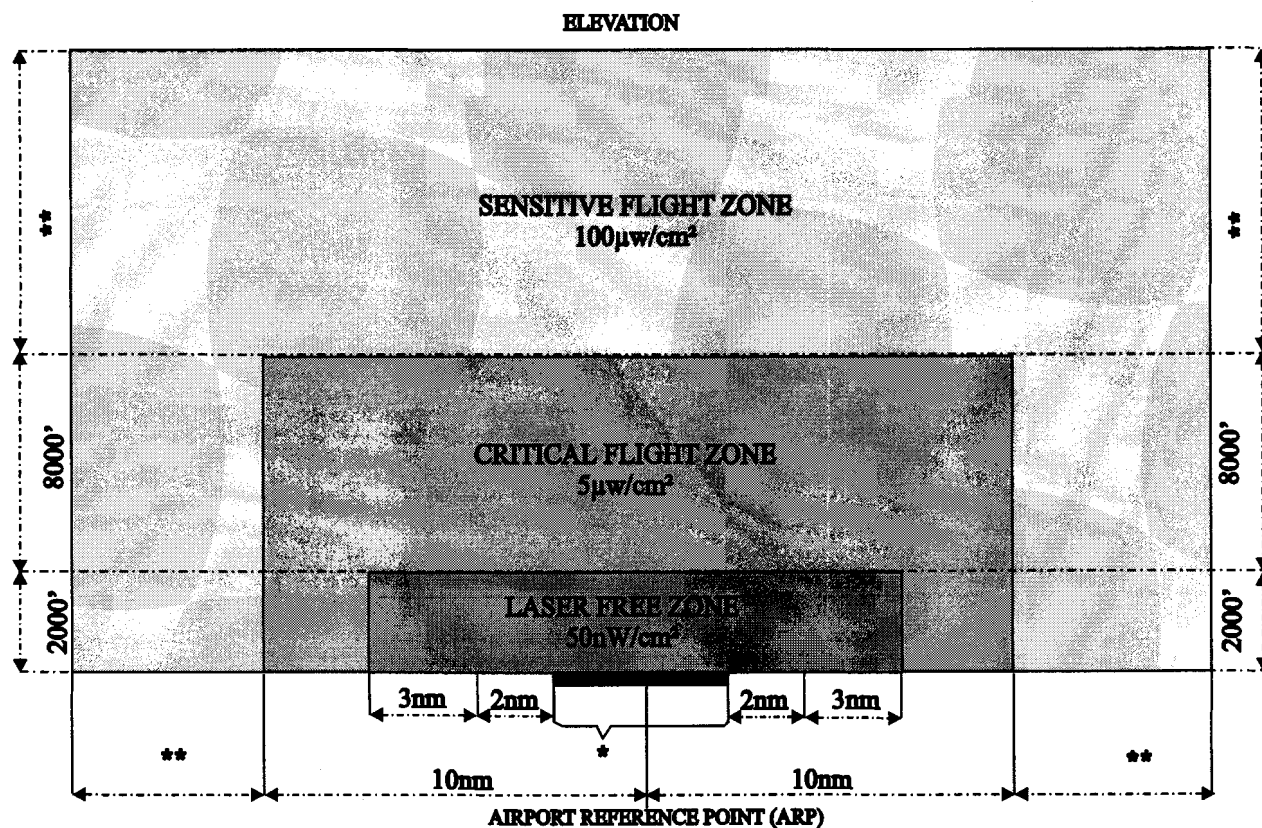 ELEVATION
SENSITIVE FLIGHT ZONE
100µw/cm²
**
**
CRITICAL FLIGHT ZONE
5µw/cm²
8000’
8000’
LASER FREE ZONE
50nW/cm²
2000’
2000’
3nm
2nm
2nm
3nm
*
**
**
10nm
10nm
AIRPORT REFERENCE POINT (ARP)